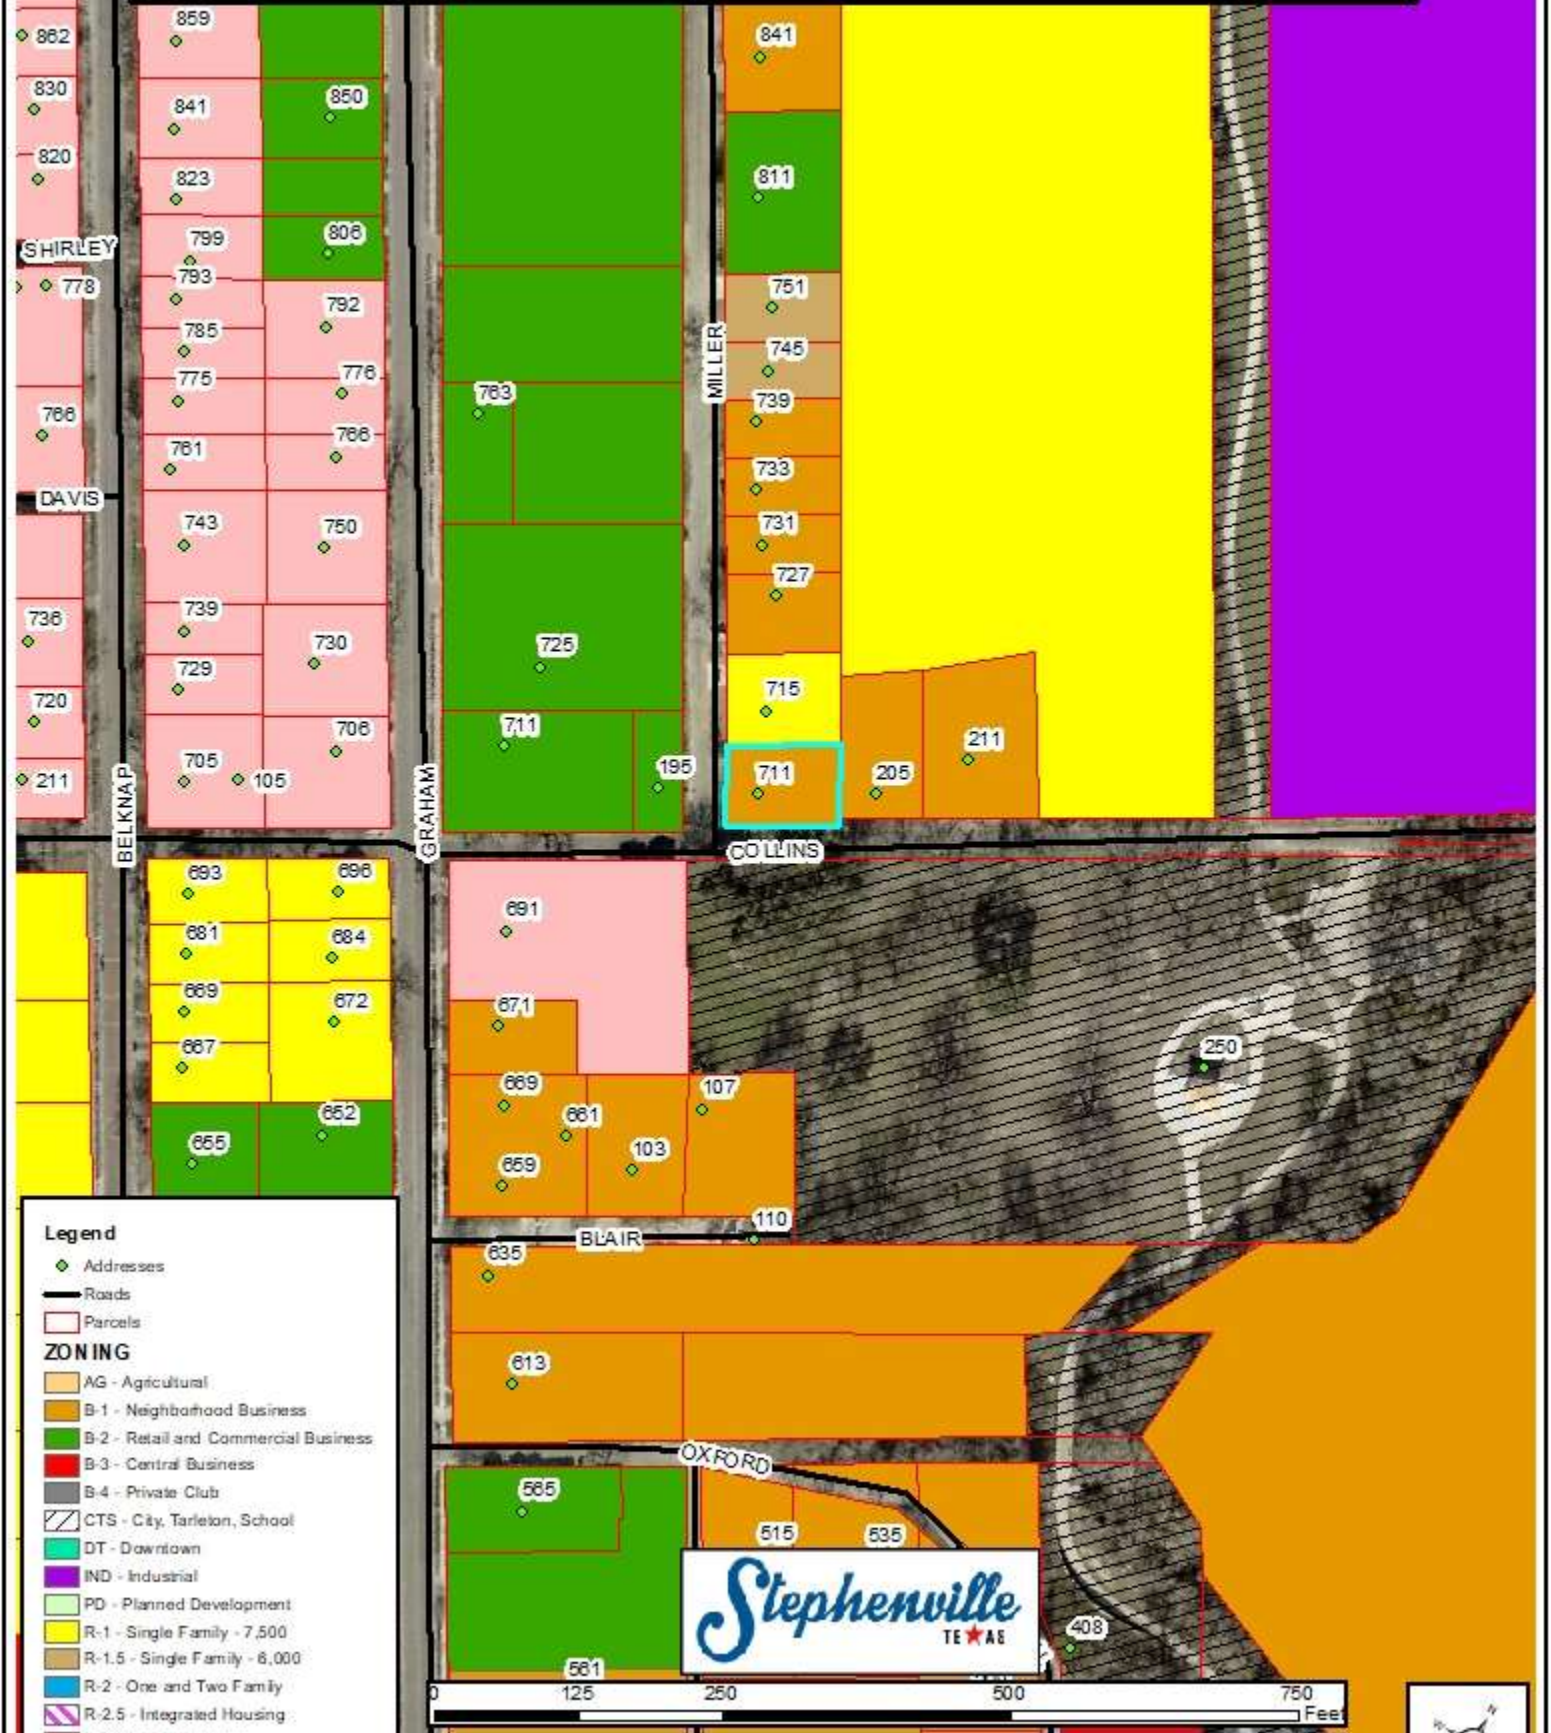 859
862
841
830
850
841
820
811
823
806
799
SHIRLEY
793
778
751
792
785
745
MILLER
776
775
763
739
766
766
761
733
DAVIS
743
750
731
727
739
736
730
725
729
715
720
711
706
211
195
705
105
711
205
211
BELKNAP
GRAHAM
COLLINS
693
696
691
681
684
669
672
671
667
250
669
107
661
652
655
103
659
110
BLAIR
635
613
OXFORD
565
515
535
Stephenville
TEXAS
408
561
0 125 250 500 750
Feet
N
Legend
Addresses
Roads
Parcels
ZONING
AG - Agricultural
B-1 - Neighborhood Business
B-2 - Retail and Commercial Business
B-3 - Central Business
B-4 - Private Club
CTS - City, Tarleton, School
DT - Downtown
IND - Industrial
PD - Planned Development
R-1 - Single Family - 7,500
R-1.5 - Single Family - 6,000
R-2 - One and Two Family
R-2.5 - Integrated Housing